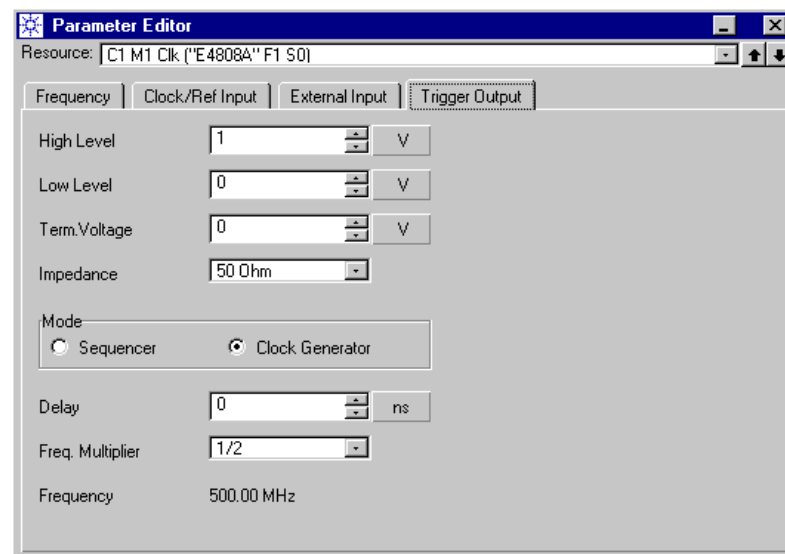 Parameter Editor
Resource: C1 M1 Clk ("E4808A" F1 S0)
Frequency Clock/Ref Input External Input Trigger Output
High Level 1 V
Low Level 0 V
Term.Voltage 0 V
Impedance 50 Ohm
Mode
Sequencer Clock Generator
Delay 0 ns
Freq. Multiplier 1/2
Frequency 500.00 MHz